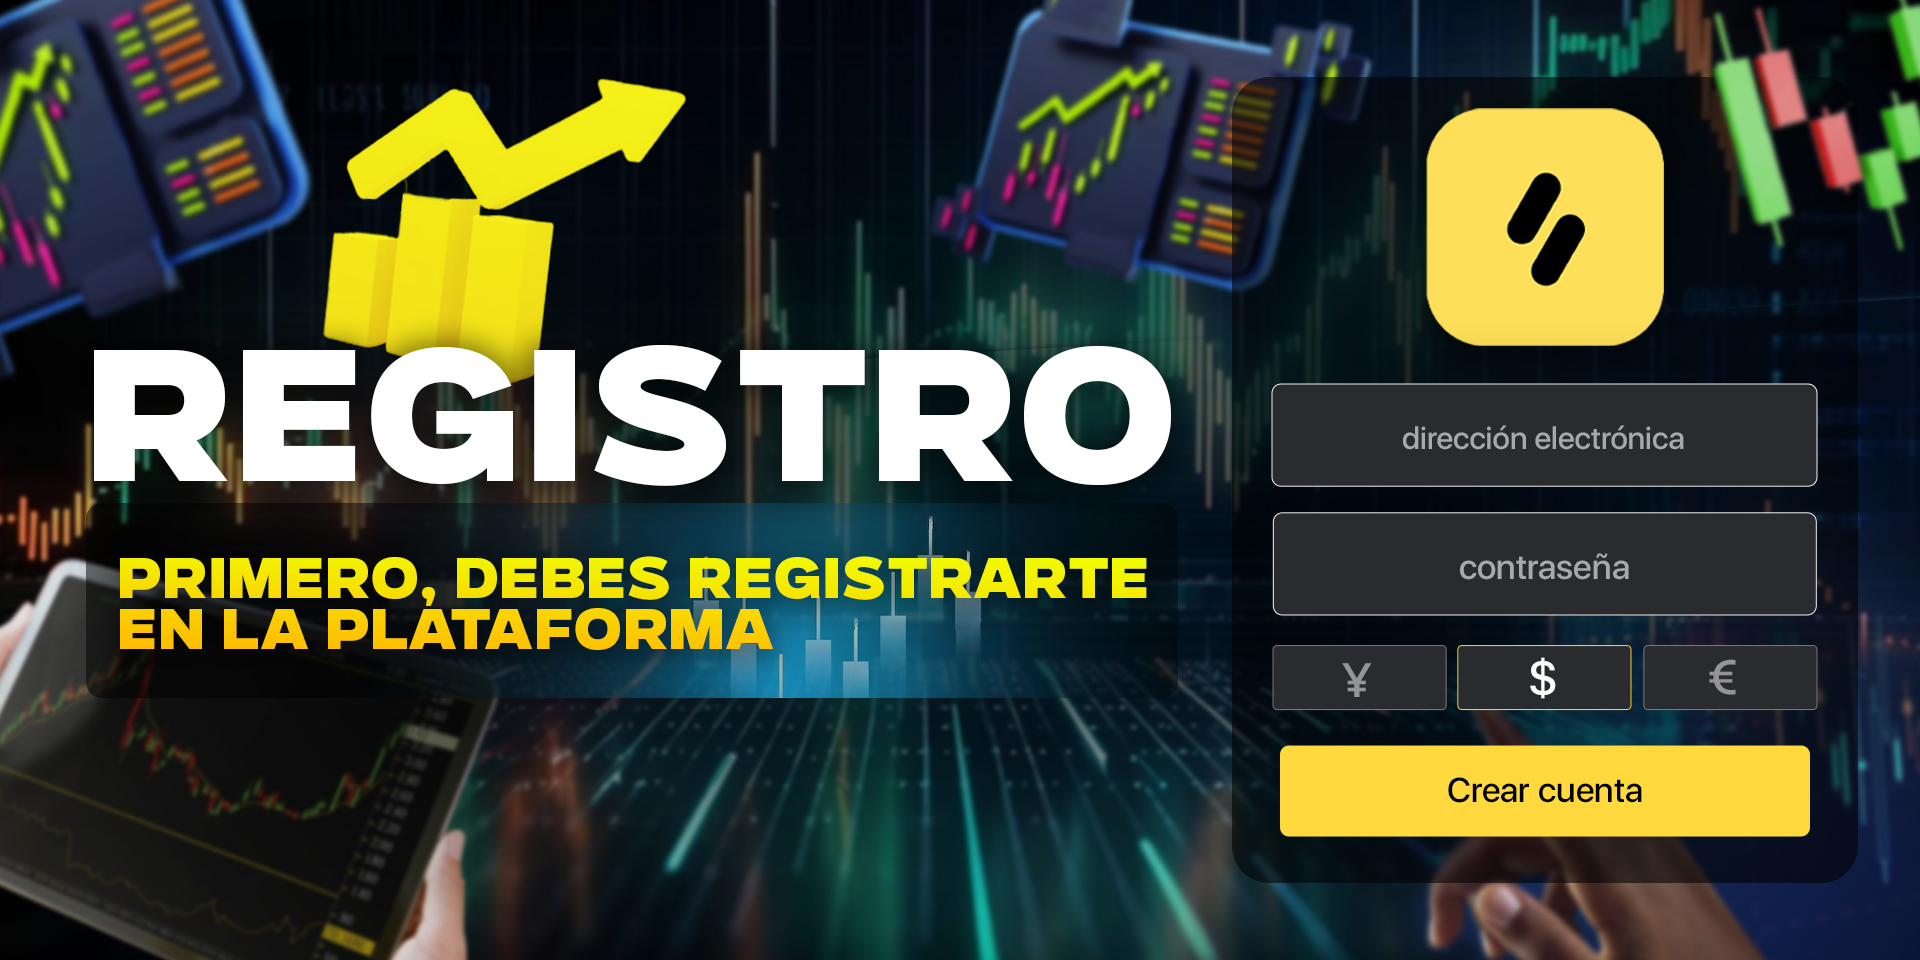 REGISTRO
PRIMERO, DEBES REGISTRARTE
EN LA PLATAFORMA
dirección electrónica
contraseña
¥ $ €
Crear cuenta